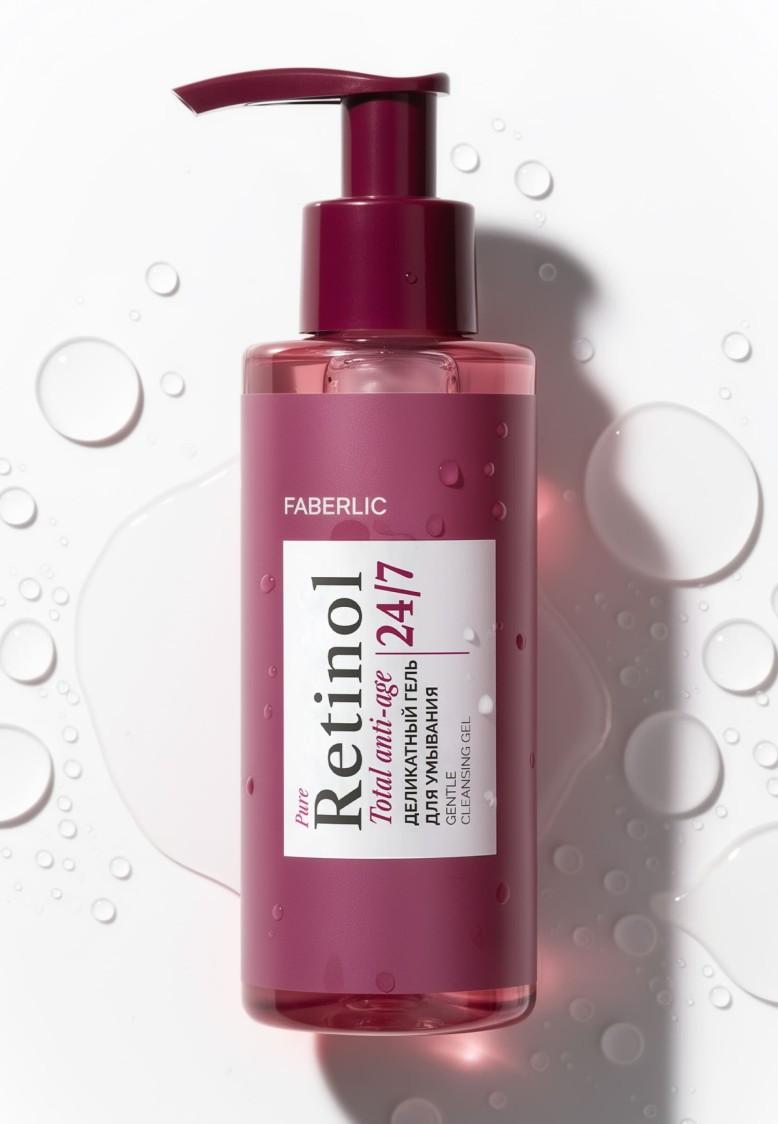 FABERLIC
Pure
Retinol
Total anti-age | 24/7
ДЕЛИКАТНЫЙ ГЕЛЬ
ДЛЯ УМЫВАНИЯ
GENTLE
CLEANSING GEL